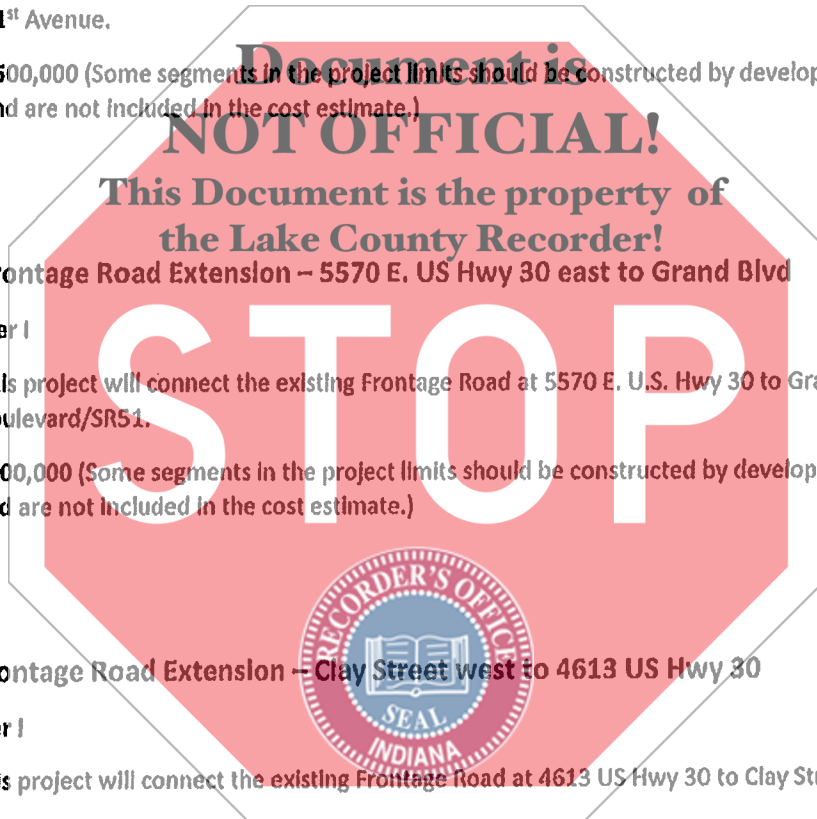 1st Avenue.
Document is
500,000 (Some segments in the project limits should be constructed by develop
nd are not included in the cost estimate.)
NOT OFFICIAL!
This Document is the property of
the Lake County Recorder!
rontage Road Extension – 5570 E. US Hwy 30 east to Grand Blvd
er I
STOP
is project will connect the existing Frontage Road at 5570 E. U.S. Hwy 30 to Gra
ulevard/SR51.
00,000 (Some segments in the project limits should be constructed by develop
d are not included in the cost estimate.)
RECORDER'S OFFICE
SEAL
INDIANA
ontage Road Extension – Clay Street west to 4613 US Hwy 30
er I
s project will connect the existing Frontage Road at 4613 US Hwy 30 to Clay Str